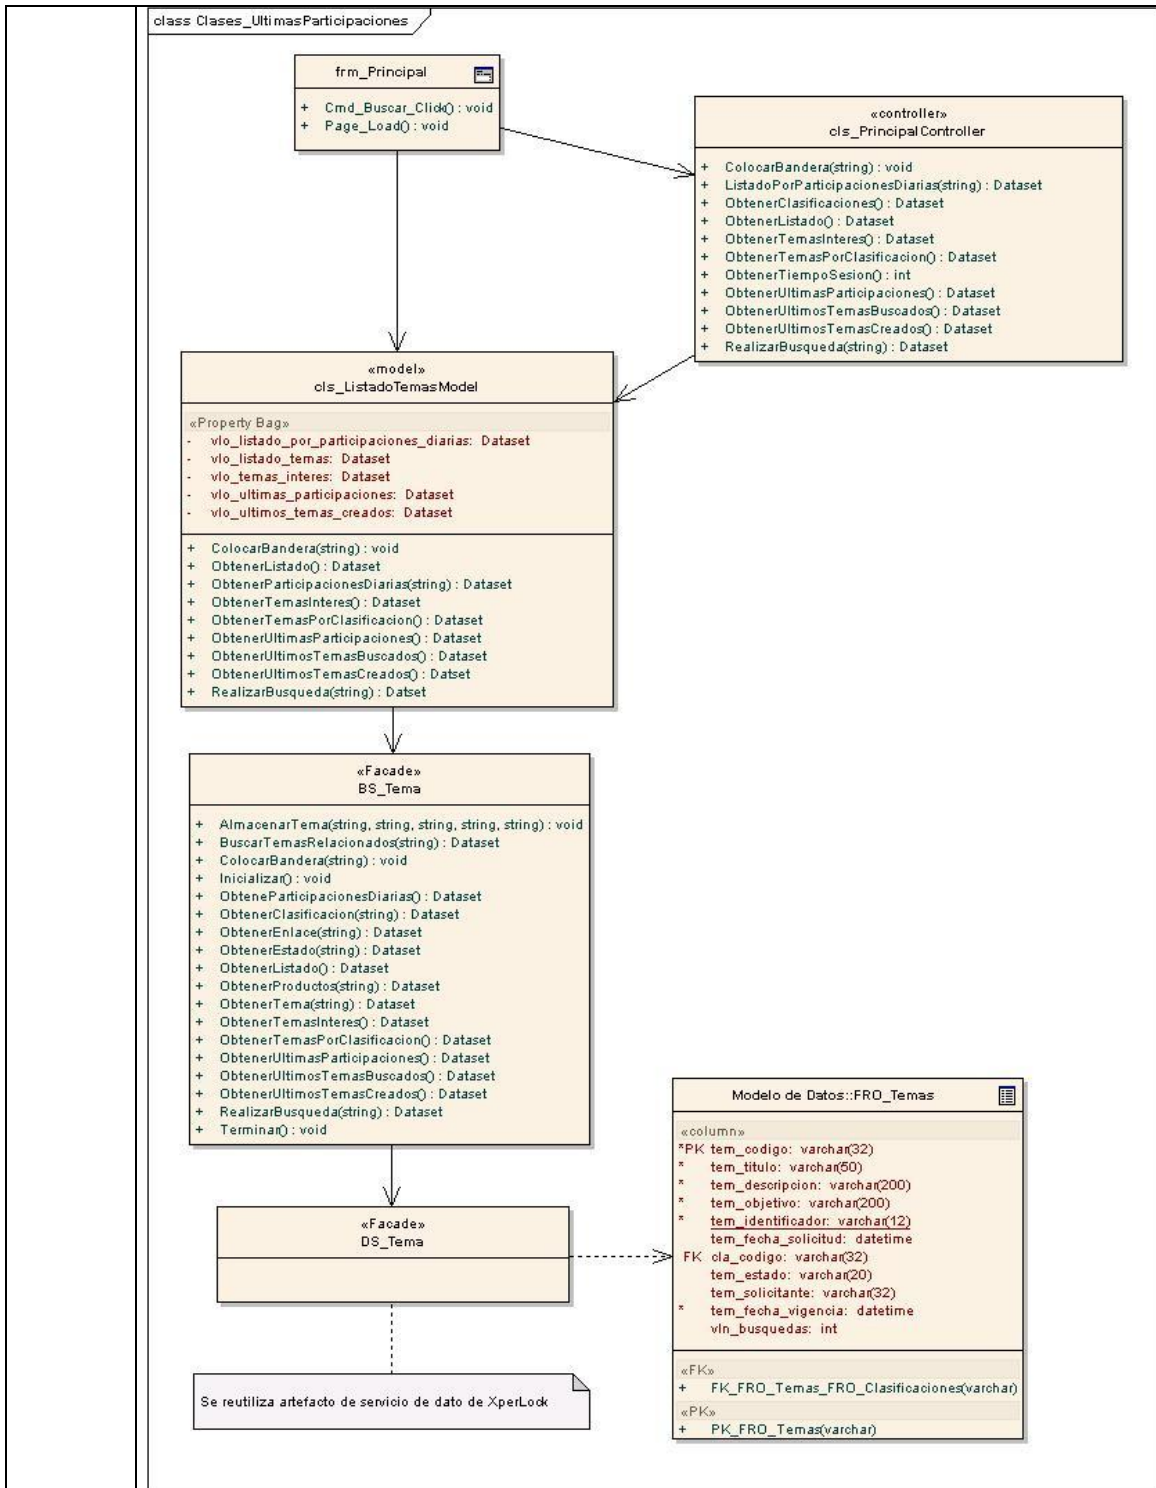 class Clases_UltimasParticipaciones
frm_Principal
+ Cmd_Buscar_Click() : void
+ Page_Load() : void
«controller»
cls_PrincipalController
+ ColocarBandera(string) : void
+ ListadoPorParticipacionesDiarias(string) : Dataset
+ ObtenerClasificaciones() : Dataset
+ ObtenerListado() : Dataset
+ ObtenerTemasInteres() : Dataset
+ ObtenerTemasPorClasificacion() : Dataset
+ ObtenerTiempoSesion() : int
+ ObtenerUltimasParticipaciones() : Dataset
+ ObtenerUltimosTemasBuscados() : Dataset
+ ObtenerUltimosTemasCreados() : Dataset
+ RealizarBusqueda(string) : Dataset
«model»
cls_ListadoTemasModel
«Property Bag»
- vlo_listado_por_participaciones_diarias: Dataset
- vlo_listado_temas: Dataset
- vlo_temas_interes: Dataset
- vlo_ultimas_participaciones: Dataset
- vlo_ultimos_temas_creados: Dataset
+ ColocarBandera(string) : void
+ ObtenerListado() : Dataset
+ ObtenerParticipacionesDiarias(string) : Dataset
+ ObtenerTemasInteres() : Dataset
+ ObtenerTemasPorClasificacion() : Dataset
+ ObtenerUltimasParticipaciones() : Dataset
+ ObtenerUltimosTemasBuscados() : Dataset
+ ObtenerUltimosTemasCreados() : Datset
+ RealizarBusqueda(string) : Datset
«Facade»
BS_Tema
+ AlmacenarTema(string, string, string, string, string) : void
+ BuscarTemasRelacionados(string) : Dataset
+ ColocarBandera(string) : void
+ Inicializar() : void
+ ObteneParticipacionesDiarias() : Dataset
+ ObtenerClasificacion(string) : Dataset
+ ObtenerEnlace(string) : Dataset
+ ObtenerEstado(string) : Dataset
+ ObtenerListado() : Dataset
+ ObtenerProductos(string) : Dataset
+ ObtenerTema(string) : Dataset
+ ObtenerTemasInteres() : Dataset
+ ObtenerTemasPorClasificacion() : Dataset
+ ObtenerUltimasParticipaciones() : Dataset
+ ObtenerUltimosTemasBuscados() : Dataset
+ ObtenerUltimosTemasCreados() : Dataset
+ RealizarBusqueda(string) : Dataset
+ Terminar() : void
Modelo de Datos::FRO_Temas
«column»
*PK tem_codigo: varchar(32)
* tem_titulo: varchar(50)
* tem_descripcion: varchar(200)
* tem_objetivo: varchar(200)
* tem_identificador: varchar(12)
tem_fecha_solicitud: datetime
FK cla_codigo: varchar(32)
tem_estado: varchar(20)
tem_solicitante: varchar(32)
* tem_fecha_vigencia: datetime
vln_busquedas: int
«FK»
+ FK_FRO_Temas_FRO_Clasificaciones(varchar)
«PK»
+ PK_FRO_Temas(varchar)
«Facade»
DS_Tema
Se reutiliza artefacto de servicio de dato de XperLock